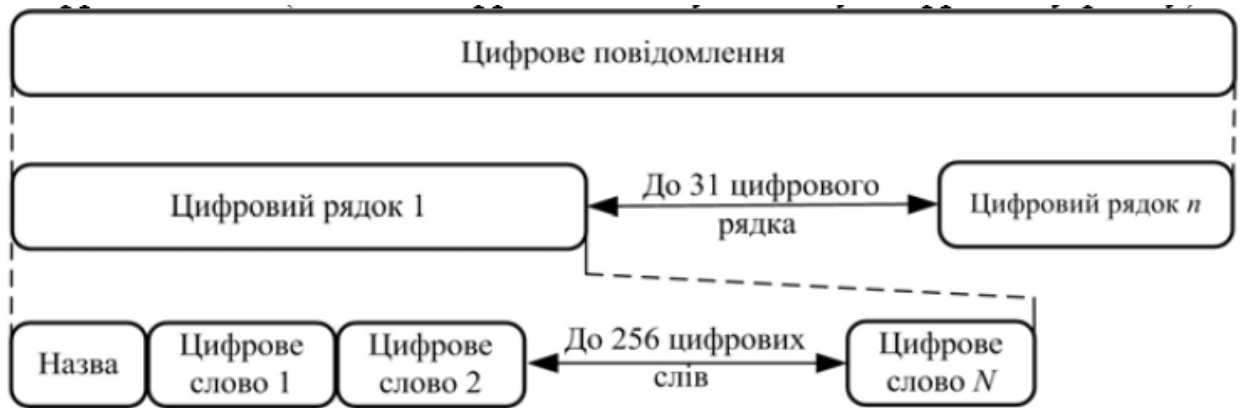 Цифрове повідомлення
Цифровий рядок 1
До 31 цифрового
рядка
Цифровий рядок n
Назва
Цифрове
слово 1
Цифрове
слово 2
До 256 цифрових
слів
Цифрове
слово N